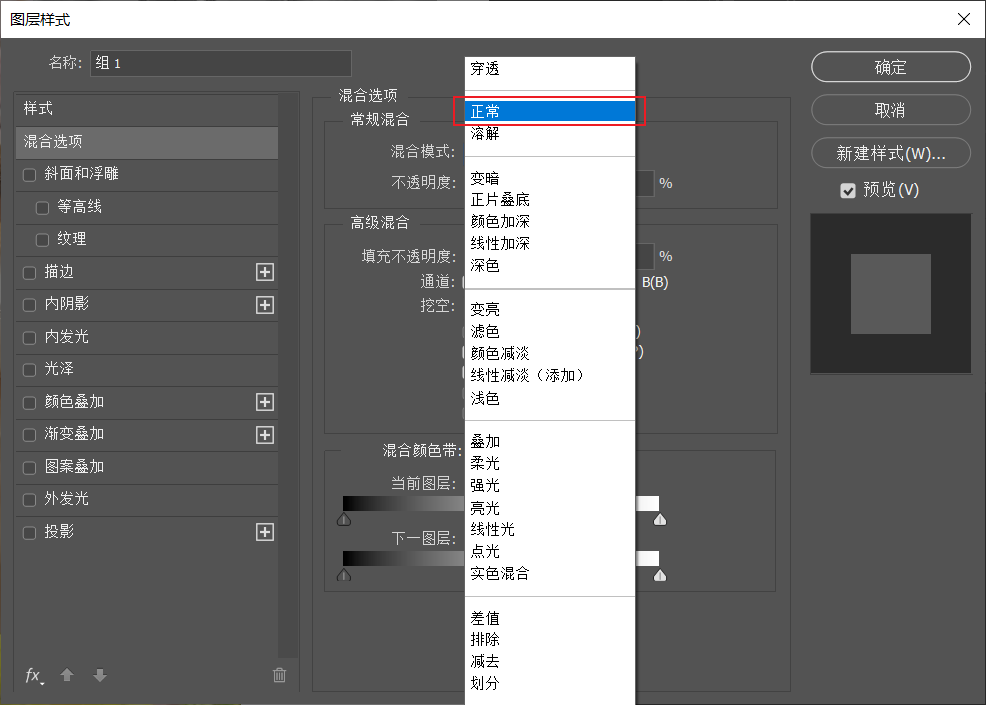 图层样式
名称: 组 1
样式
混合选项
斜面和浮雕
等高线
纹理
描边
内阴影
内发光
光泽
颜色叠加
渐变叠加
图案叠加
外发光
投影
fx
混合选项
常规混合
混合模式:
不透明度: %
高级混合
填充不透明度: %
通道: B(B)
挖空:
混合颜色带:
当前图层:
下一图层:
穿透
正常
溶解
变暗
正片叠底
颜色加深
线性加深
深色
变亮
滤色
颜色减淡
线性减淡（添加）
浅色
叠加
柔光
强光
亮光
线性光
点光
实色混合
差值
排除
减去
划分
确定
取消
新建样式(W)...
预览(V)